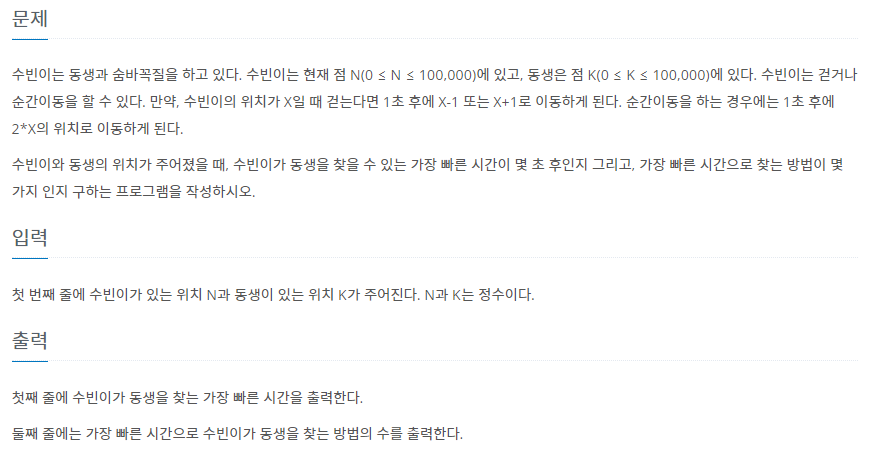 문제
수빈이는 동생과 숨바꼭질을 하고 있다. 수빈이는 현재 점 N(0 ≤ N ≤ 100,000)에 있고, 동생은 점 K(0 ≤ K ≤ 100,000)에 있다. 수빈이는 걷거나
순간이동을 할 수 있다. 만약, 수빈이의 위치가 X일 때 걷는다면 1초 후에 X-1 또는 X+1로 이동하게 된다. 순간이동을 하는 경우에는 1초 후에
2*X의 위치로 이동하게 된다.
수빈이와 동생의 위치가 주어졌을 때, 수빈이가 동생을 찾을 수 있는 가장 빠른 시간이 몇 초 후인지 그리고, 가장 빠른 시간으로 찾는 방법이 몇
가지 인지 구하는 프로그램을 작성하시오.
입력
첫 번째 줄에 수빈이가 있는 위치 N과 동생이 있는 위치 K가 주어진다. N과 K는 정수이다.
출력
첫째 줄에 수빈이가 동생을 찾는 가장 빠른 시간을 출력한다.
둘째 줄에는 가장 빠른 시간으로 수빈이가 동생을 찾는 방법의 수를 출력한다.